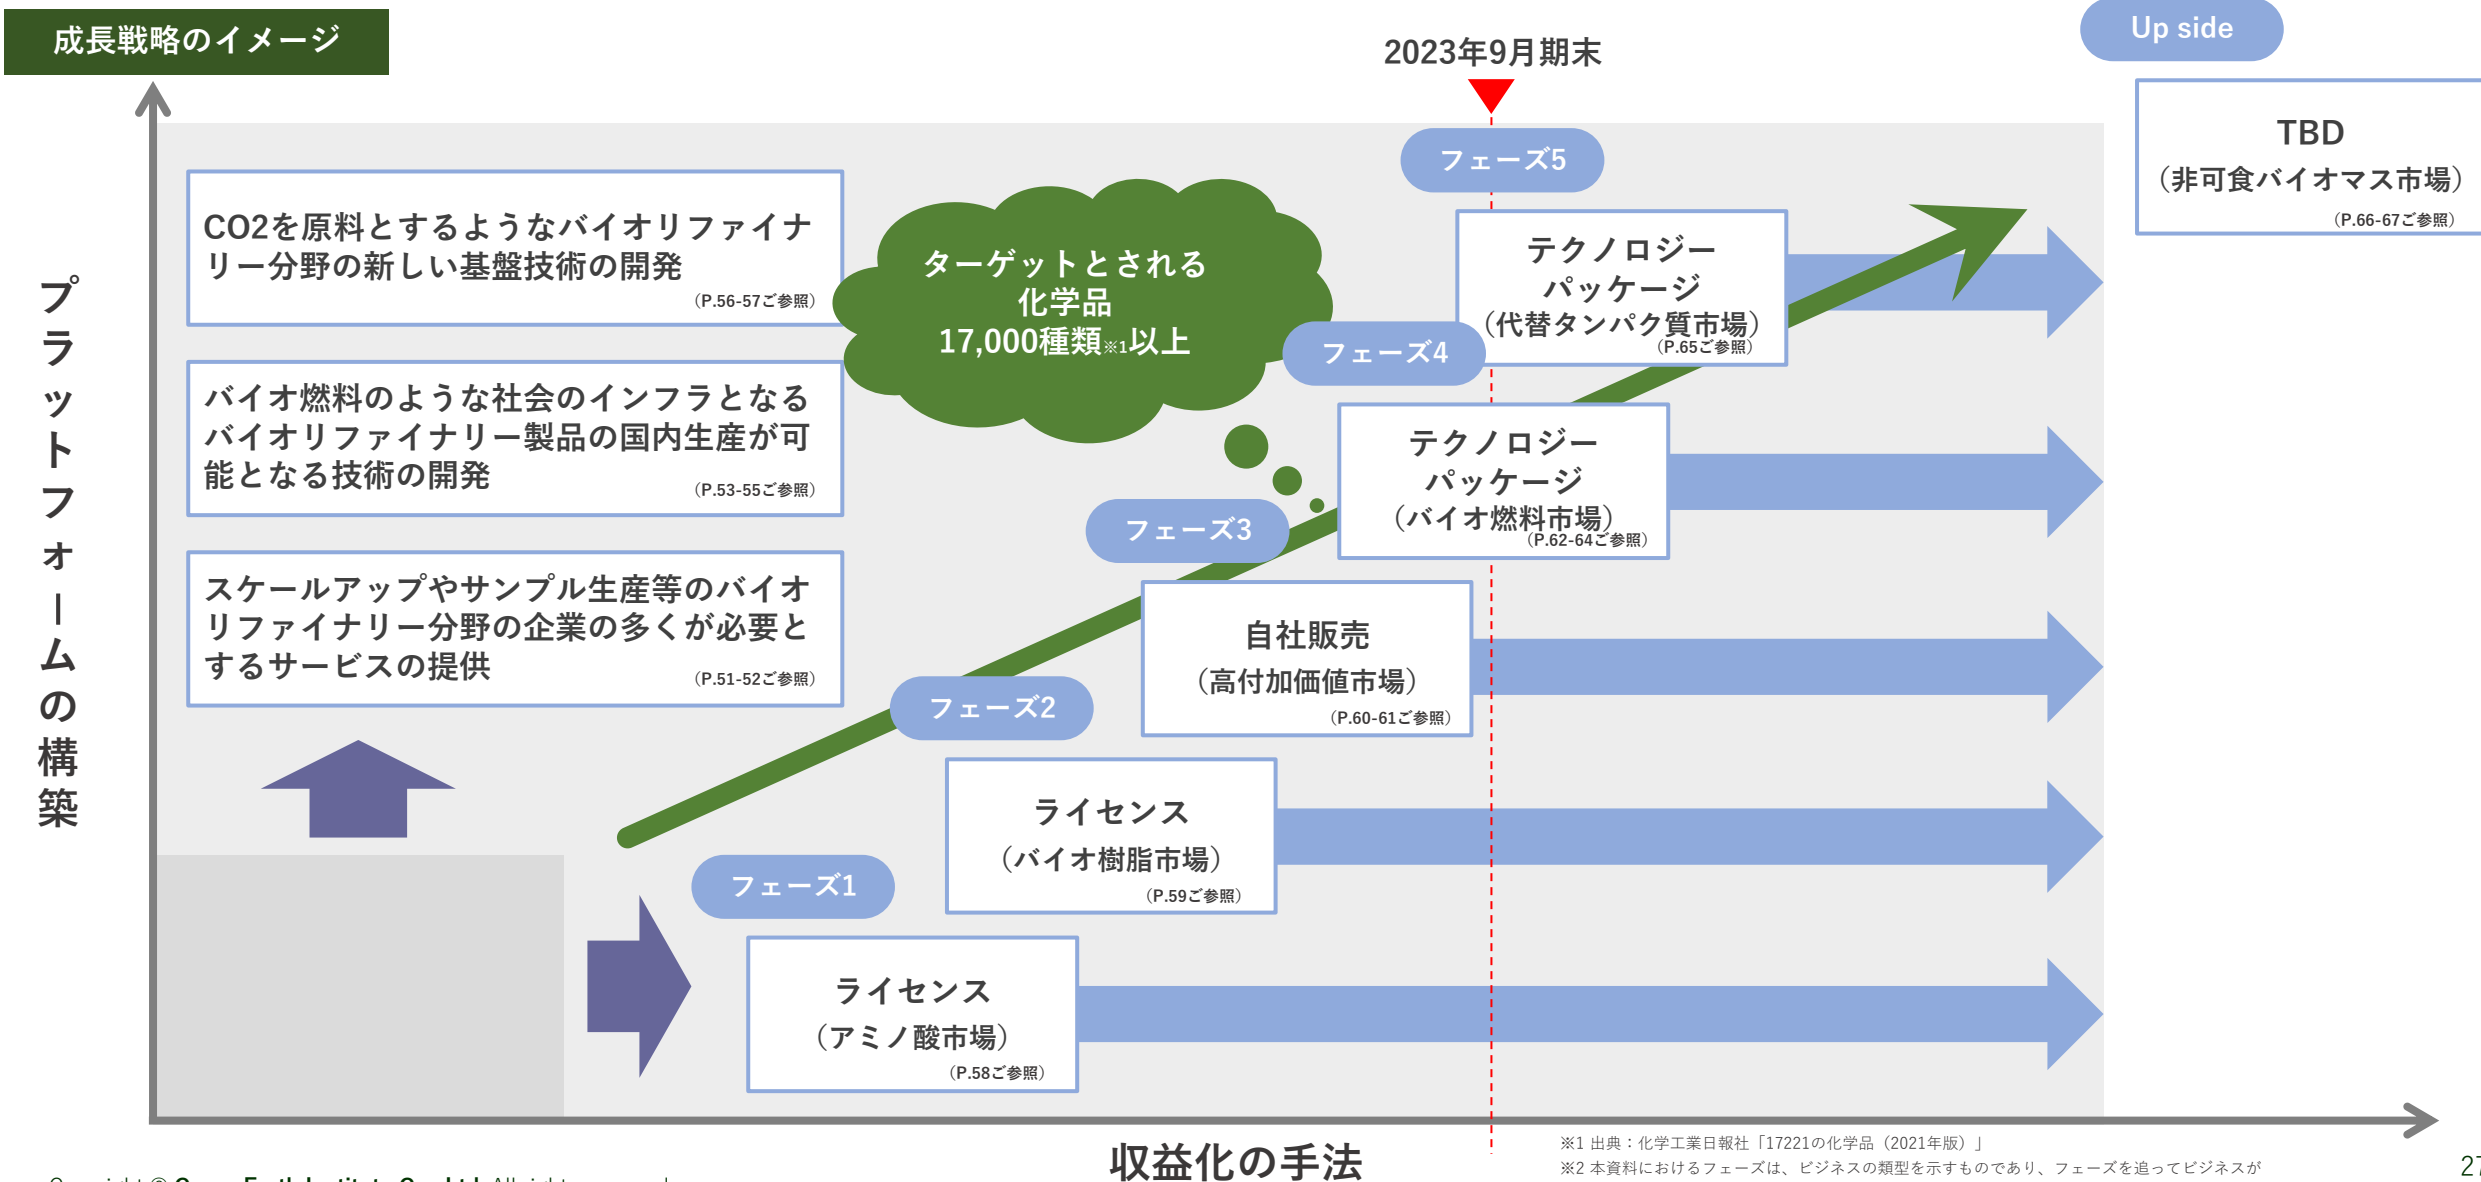 成長戦略のイメージ
2023年9月期末
Up side
TBD
（非可食バイオマス市場）
（P.66-67ご参照）
プラットフォームの構築
CO2を原料とするようなバイオリファイナ
リー分野の新しい基盤技術の開発
（P.56-57ご参照）
バイオ燃料のような社会のインフラとなる
バイオリファイナリー製品の国内生産が可
能となる技術の開発
（P.53-55ご参照）
スケールアップやサンプル生産等のバイオ
リファイナリー分野の企業の多くが必要と
するサービスの提供
（P.51-52ご参照）
ターゲットとされる
化学品
17,000種類※1以上
フェーズ5
テクノロジー
パッケージ
（代替タンパク質市場）
（P.65ご参照）
フェーズ4
テクノロジー
パッケージ
（バイオ燃料市場）
（P.62-64ご参照）
フェーズ3
自社販売
（高付加価値市場）
（P.60-61ご参照）
フェーズ2
ライセンス
（バイオ樹脂市場）
（P.59ご参照）
フェーズ1
ライセンス
（アミノ酸市場）
（P.58ご参照）
収益化の手法
※1 出典：化学工業日報社「17221の化学品（2021年版）」
※2 本資料におけるフェーズは、ビジネスの類型を示すものであり、フェーズを追ってビジネスが
27